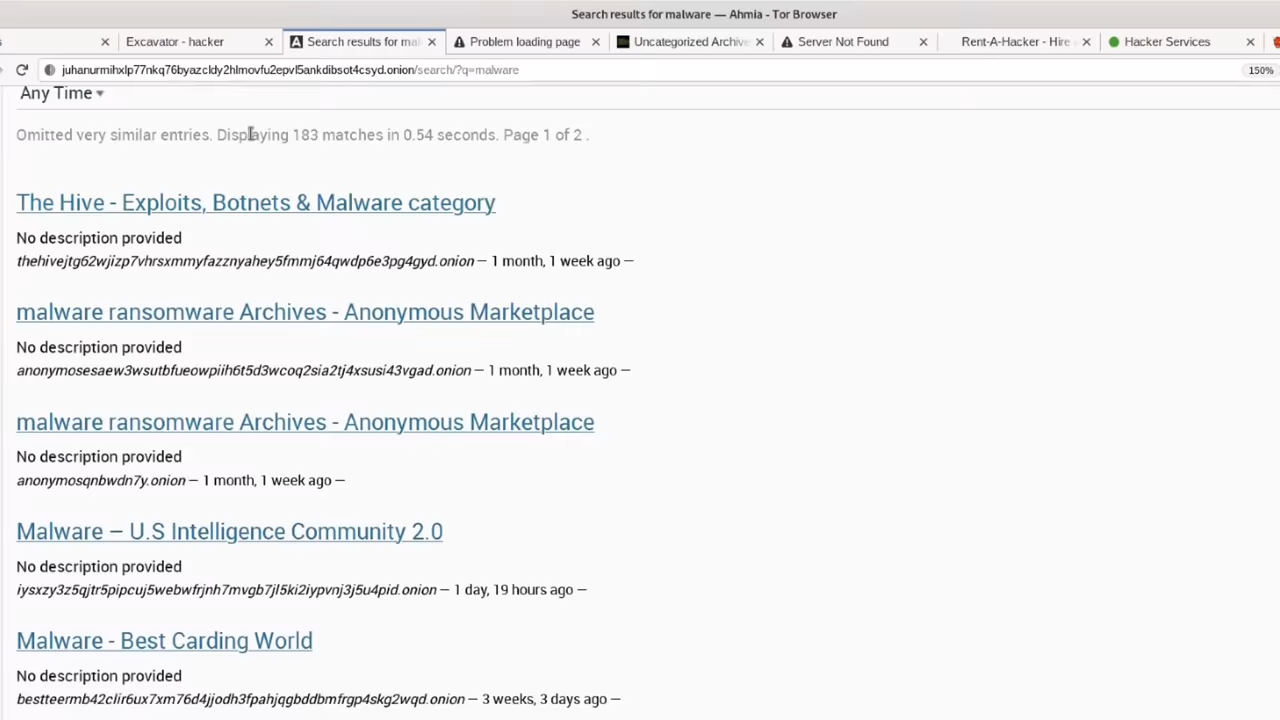 Search results for malware — Ahmia - Tor Browser
s Excavator - hacker Search results for mal Problem loading page Uncategorized Archiv Server Not Found Rent-A-Hacker - Hire Hacker Services
juhanurmihxlp77nkq76byazcldy2hlmovfu2epvl5ankdibsot4csyd.onion/search/?q=malware 150%
Any Time
Omitted very similar entries. Displaying 183 matches in 0.54 seconds. Page 1 of 2 .
The Hive - Exploits, Botnets & Malware category
No description provided
thehivejtg62wjizp7vhrsxmmyfazznyahey5fmmj64qwdp6e3pg4gyd.onion — 1 month, 1 week ago —
malware ransomware Archives - Anonymous Marketplace
No description provided
anonymosesaew3wsutbfueowpiih6t5d3wcoq2sia2tj4xsusi43vgad.onion — 1 month, 1 week ago —
malware ransomware Archives - Anonymous Marketplace
No description provided
anonymosqnbwdn7y.onion — 1 month, 1 week ago —
Malware – U.S Intelligence Community 2.0
No description provided
iysxzy3z5qjtr5pipcuj5webwfrjnh7mvgb7jl5ki2iypvnj3j5u4pid.onion — 1 day, 19 hours ago —
Malware - Best Carding World
No description provided
bestteermb42clir6ux7xm76d4jjodh3fpahjqgbddbmfrgp4skg2wqd.onion — 3 weeks, 3 days ago —